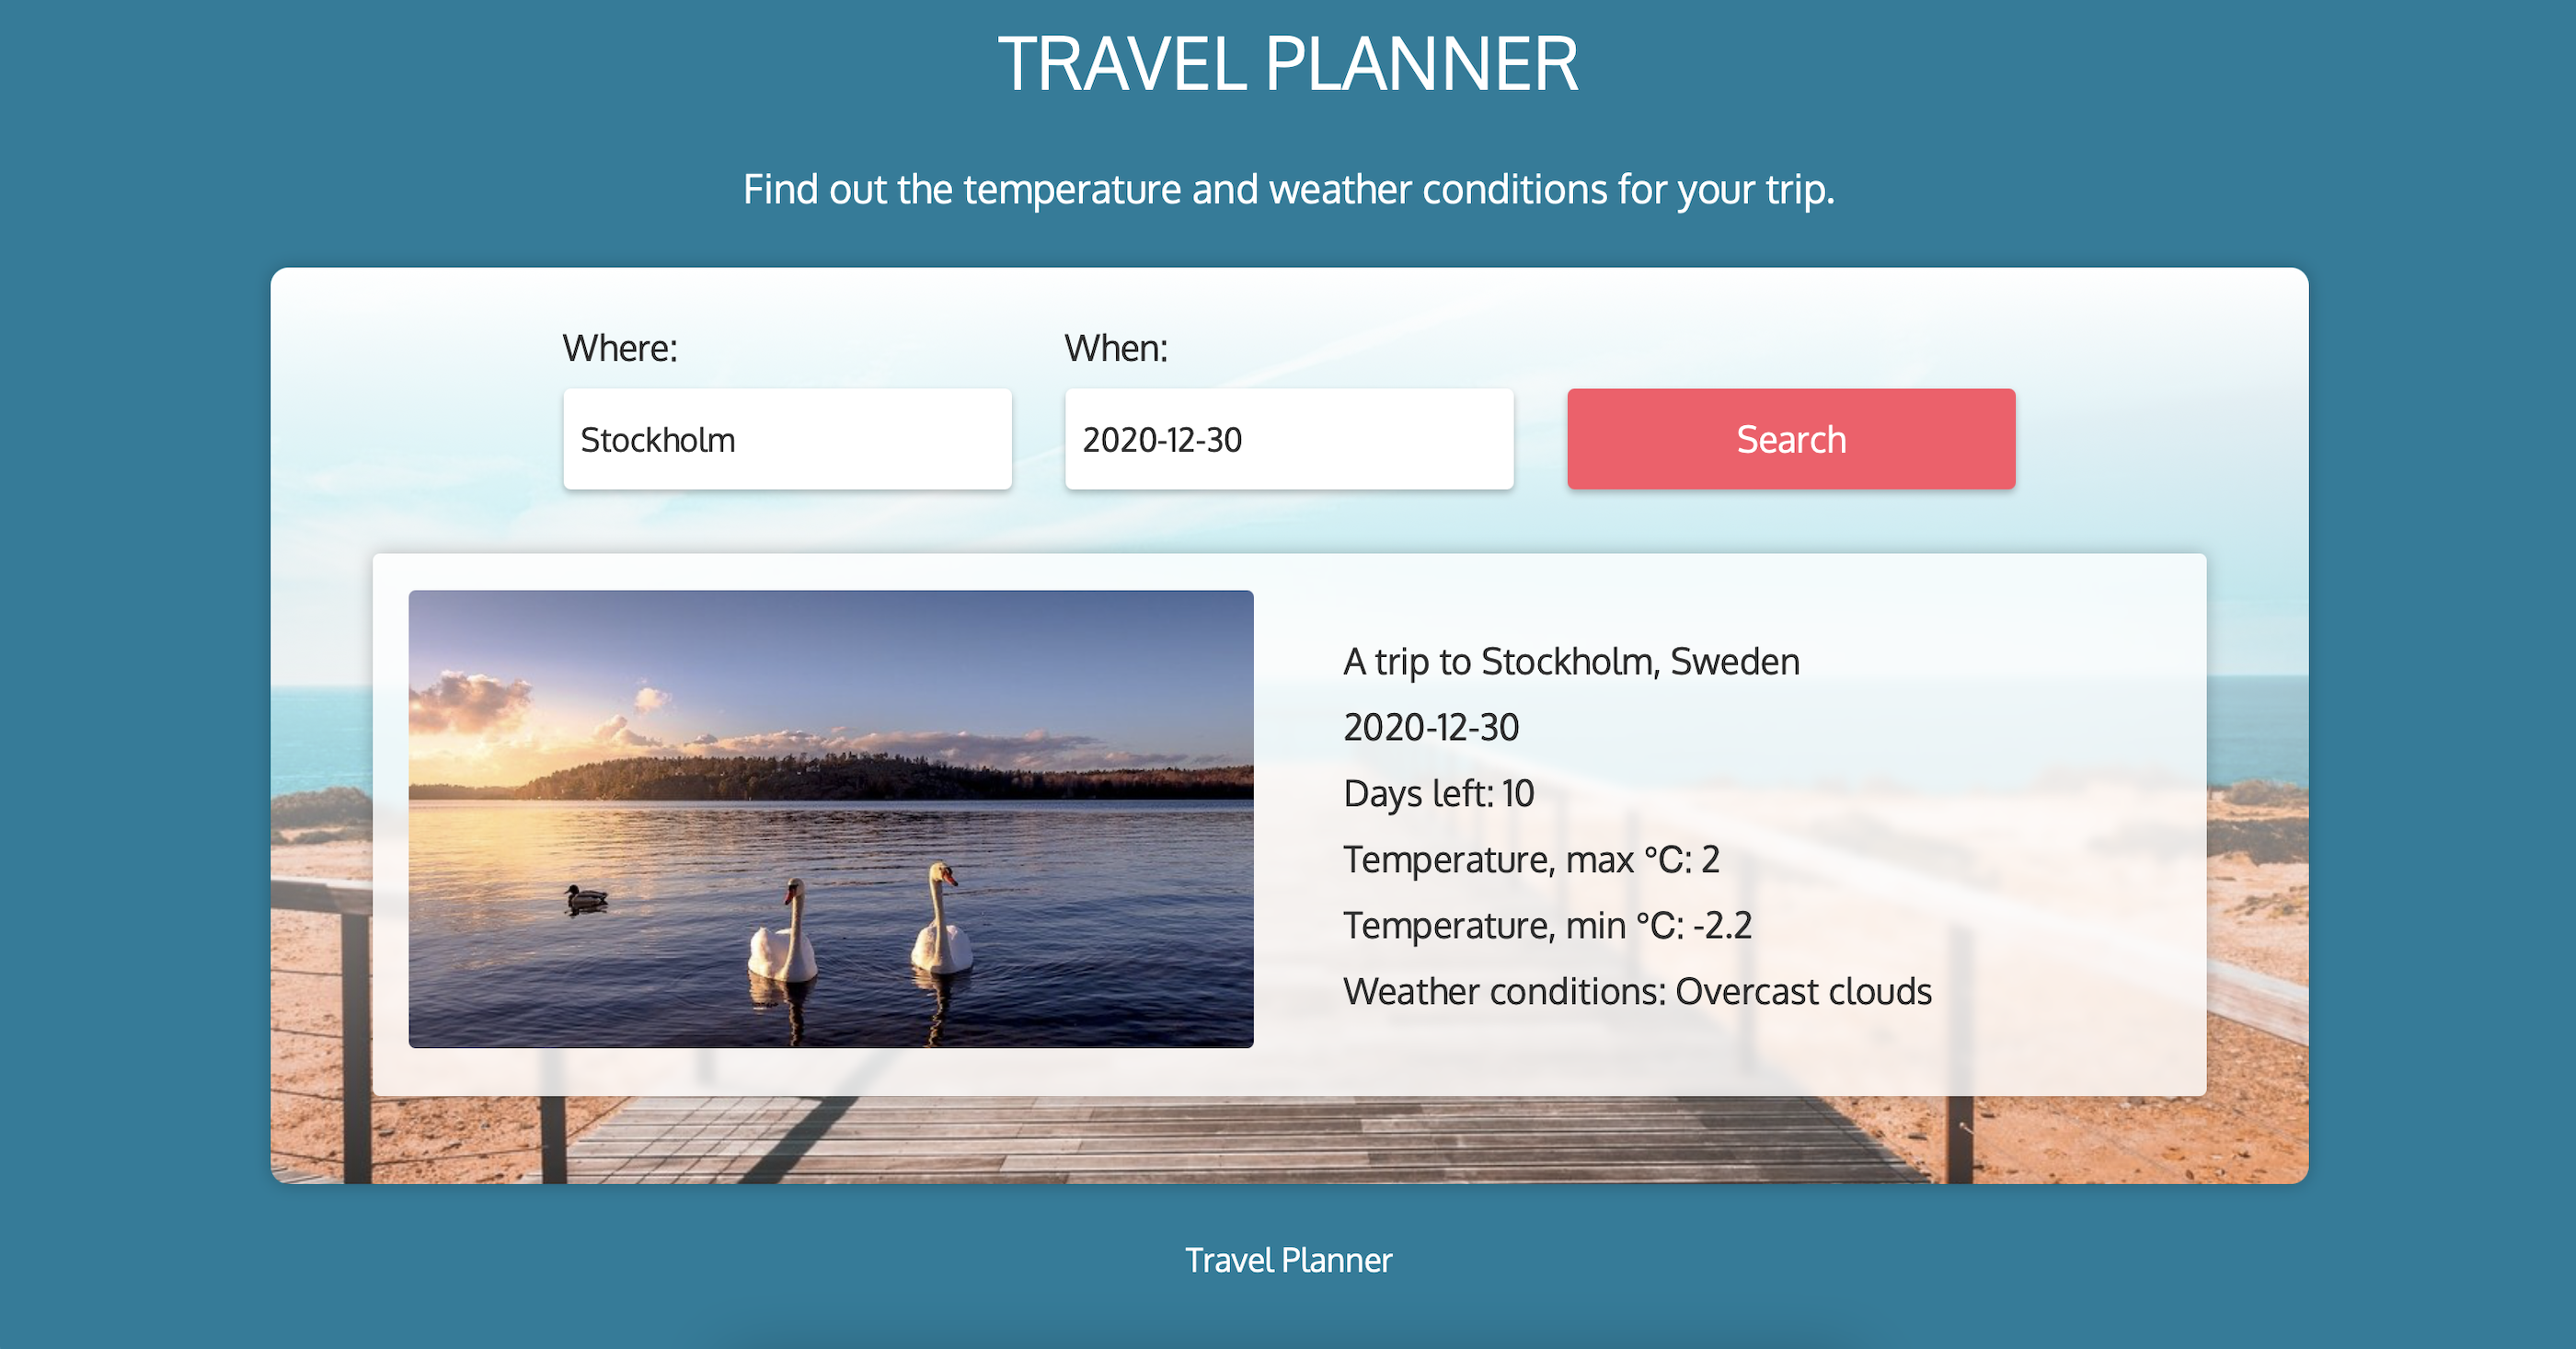 TRAVEL PLANNER
Find out the temperature and weather conditions for your trip.
Where:
When:
Stockholm
2020-12-30
Search
A trip to Stockholm, Sweden
2020-12-30
Days left: 10
Temperature, max °C: 2
Temperature, min °C: -2.2
Weather conditions: Overcast clouds
Travel Planner